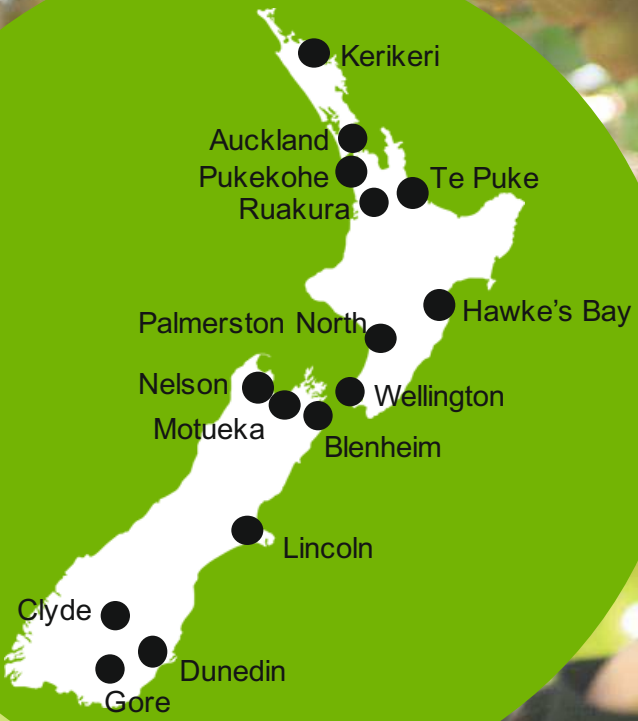 Kerikeri
Auckland
Pukekohe
Te Puke
Ruakura
Hawke’s Bay
Palmerston North
Nelson
Wellington
Motueka
Blenheim
Lincoln
Clyde
Dunedin
Gore